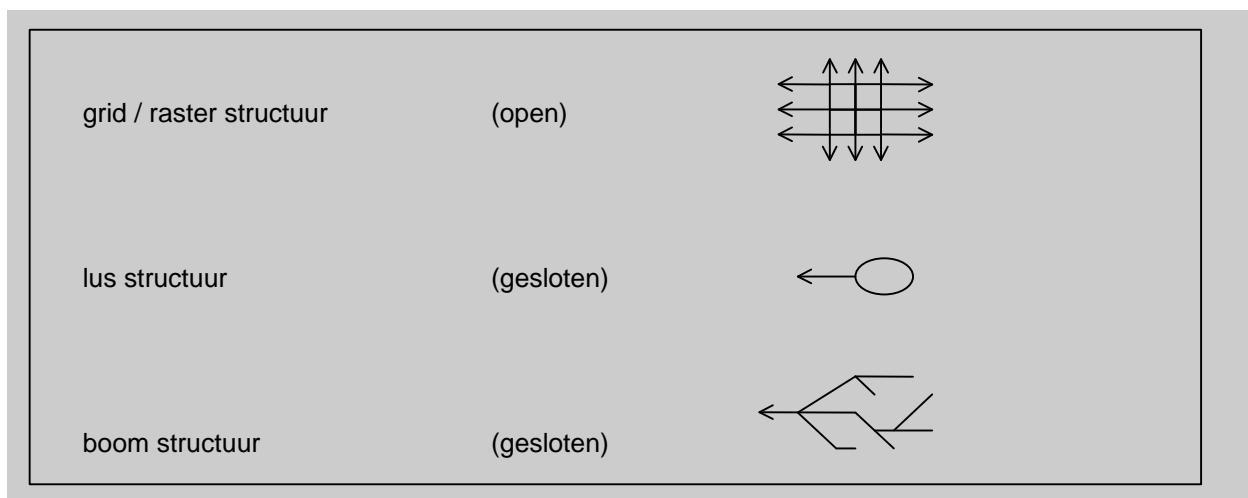 grid / raster structuur (open)
lus structuur (gesloten)
boom structuur (gesloten)